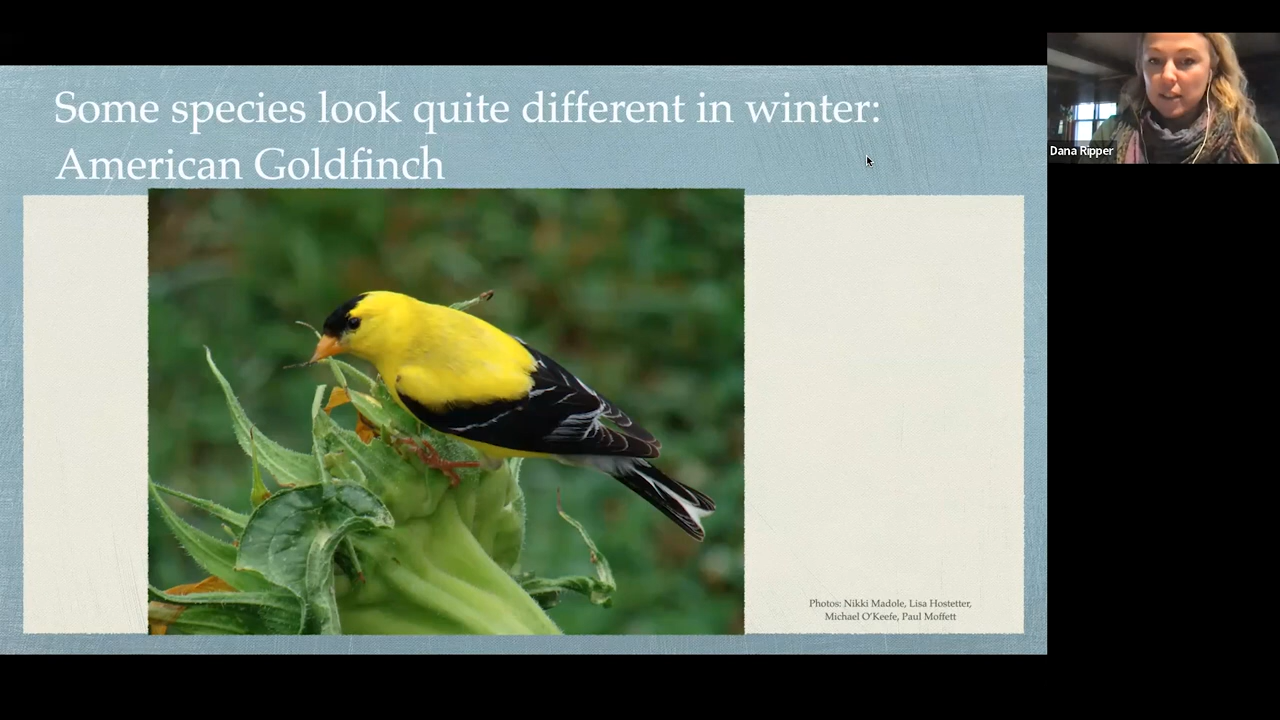 Some species look quite different in winter:
American Goldfinch
Dana Ripper
Photos: Nikki Madole, Lisa Hostetter,
Michael O'Keefe, Paul Moffett